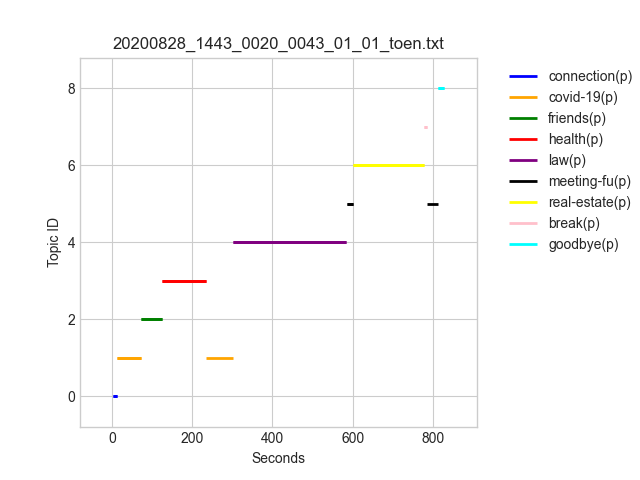 20200828_1443_0020_0043_01_01_toen.txt
8
6
4
2
0
Topic ID
0 200 400 600 800
Seconds
connection(p)
covid-19(p)
friends(p)
health(p)
law(p)
meeting-fu(p)
real-estate(p)
break(p)
goodbye(p)